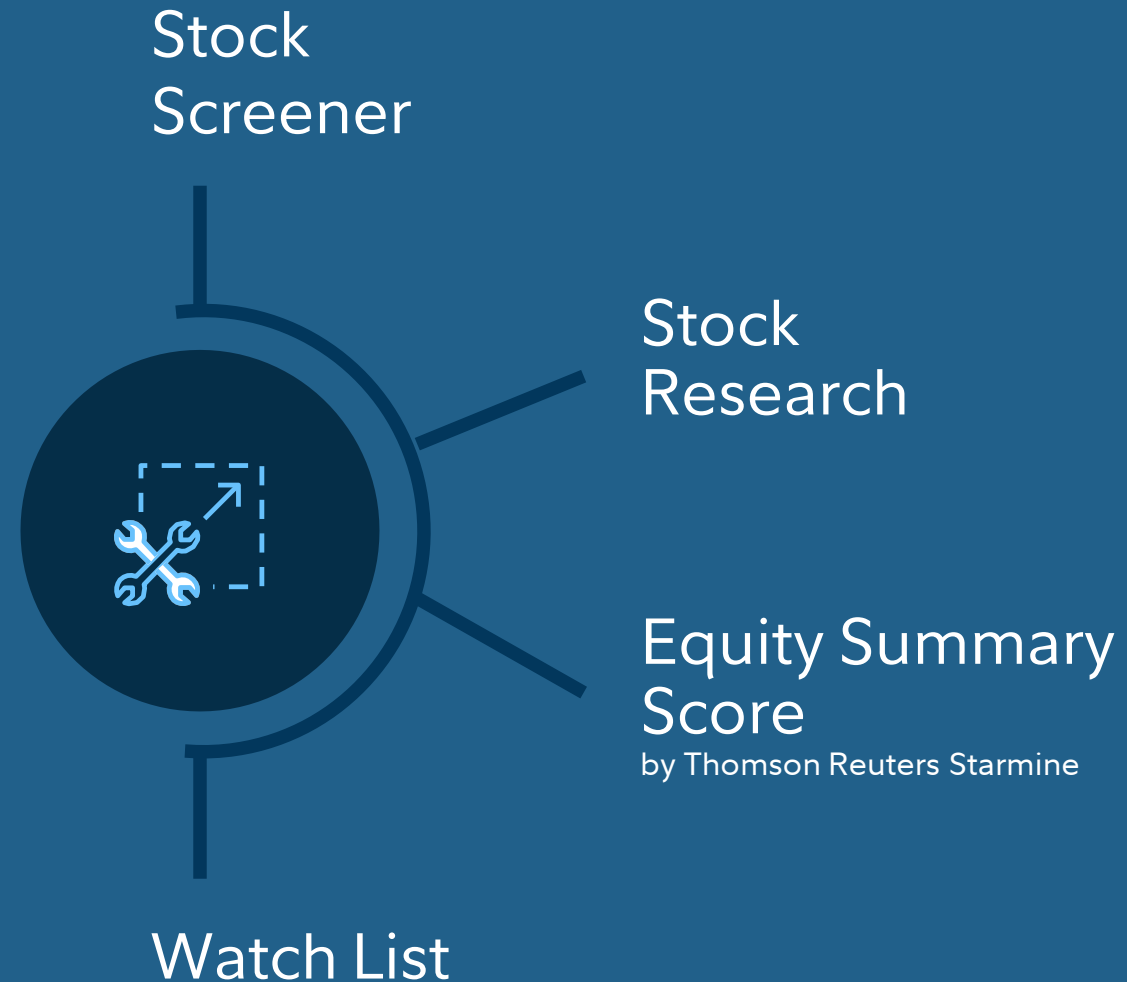 Stock
Screener
Stock
Research
Equity Summary
Score
by Thomson Reuters Starmine
Watch List